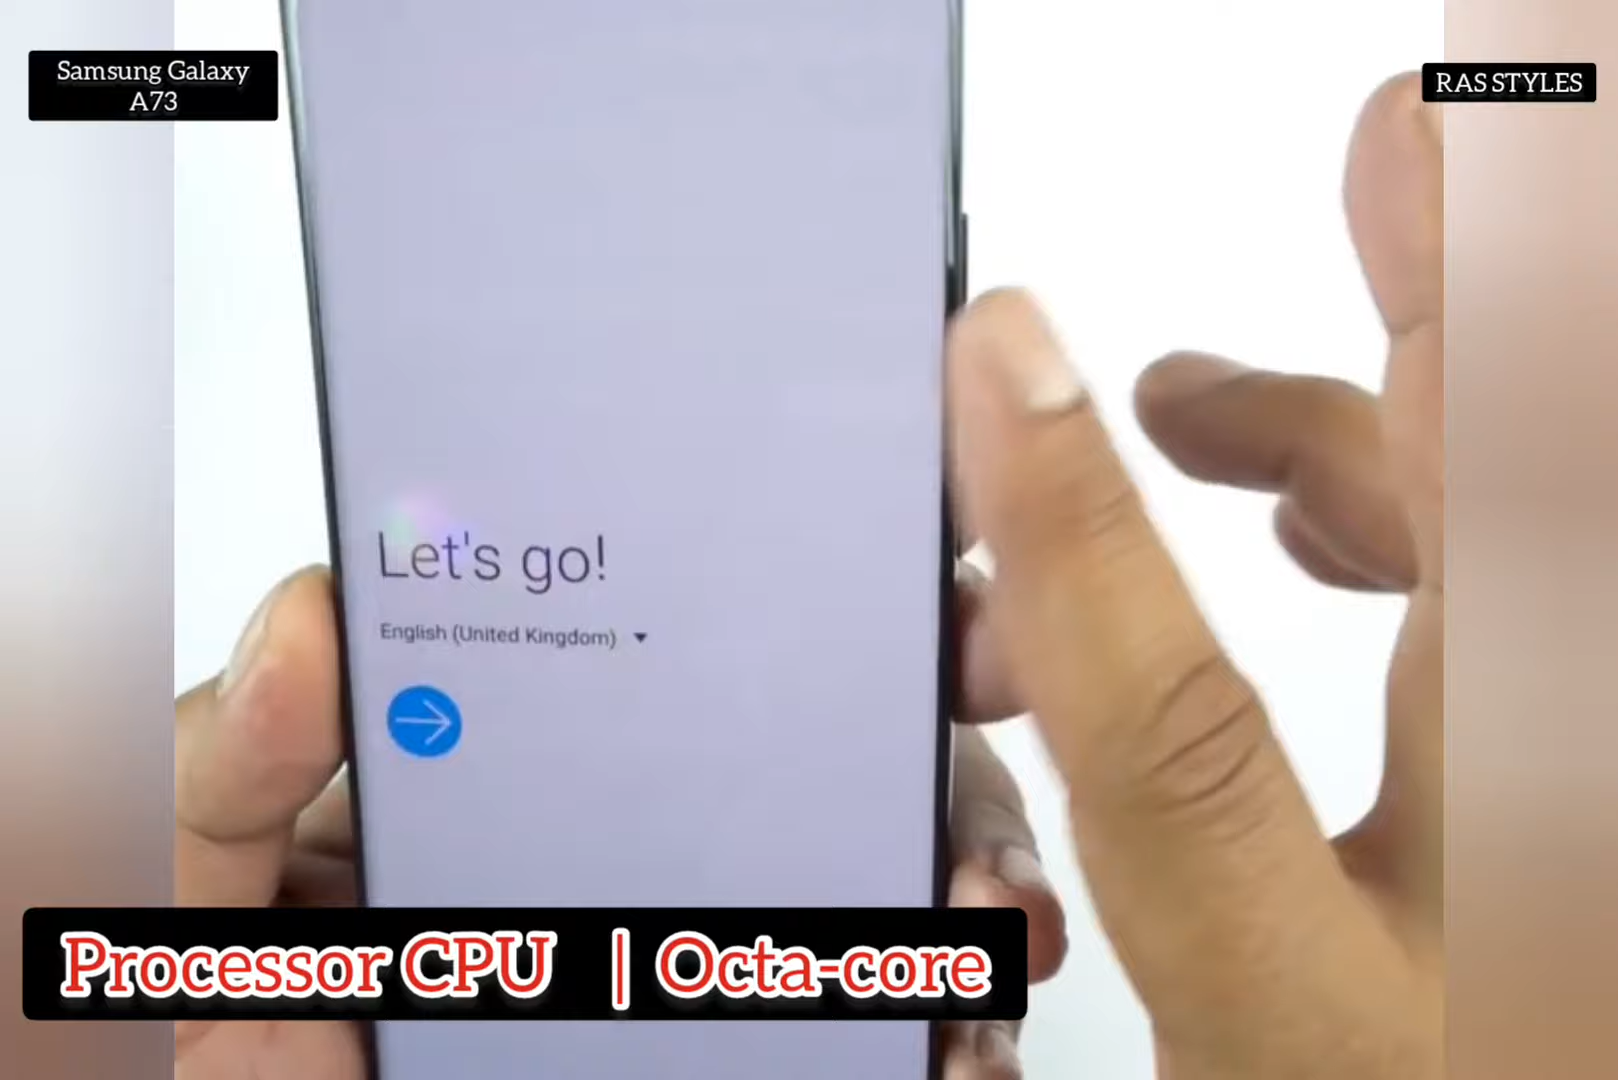 Samsung Galaxy
A73
RAS STYLES
Let's go!
English (United Kingdom)
Processor CPU | Octa-core